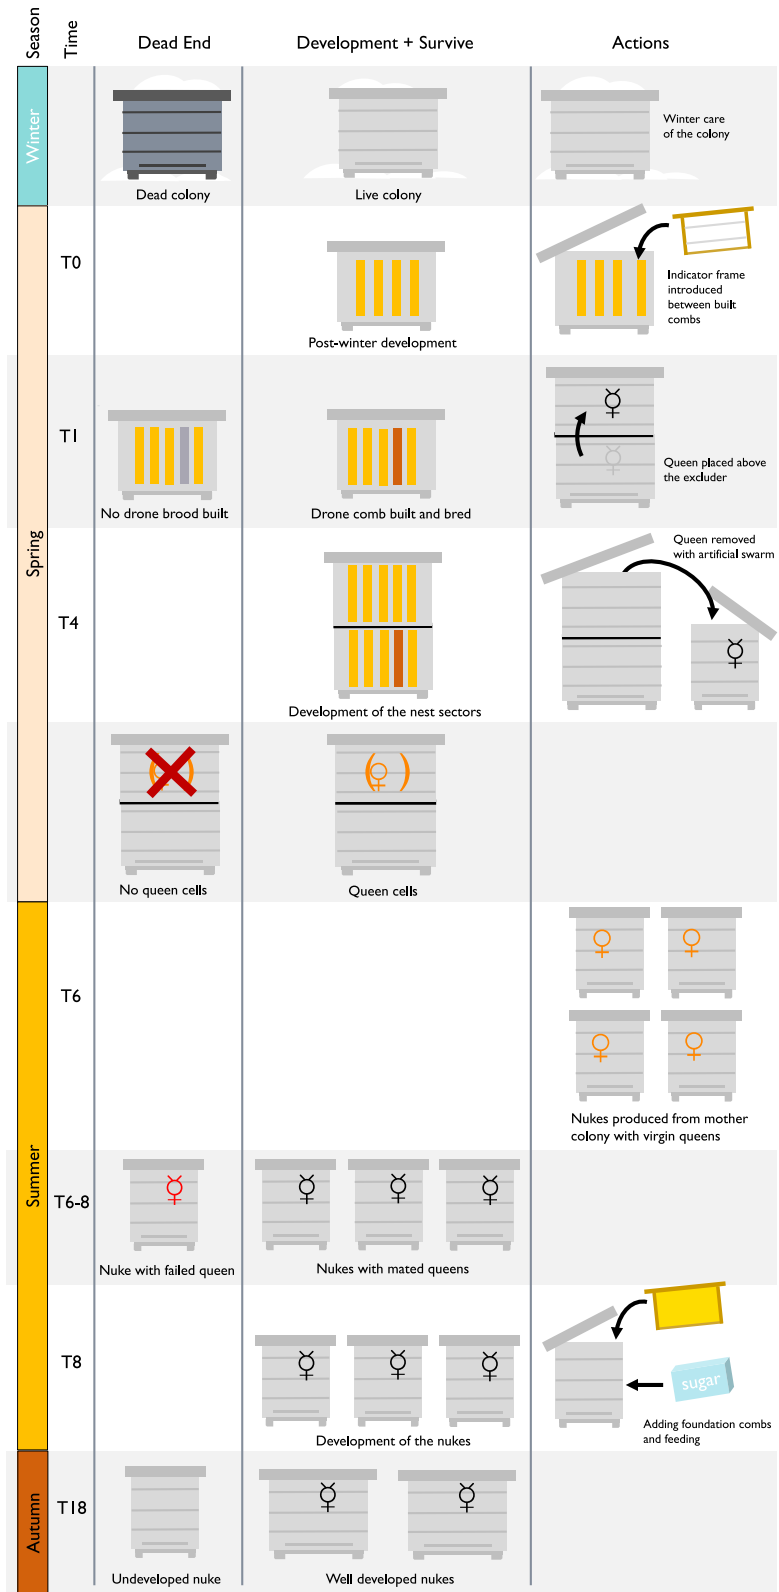 Season
Time
Dead End
Development + Survive
Actions
Winter
Dead colony
Live colony
Winter care
of the colony
Spring
T0
Post-winter development
Indicator frame
introduced
between built
combs
T1
No drone brood built
Drone comb built and bred
Queen placed above
the excluder
T4
Development of the nest sectors
Queen removed
with artificial swarm
No queen cells
Queen cells
Summer
T6
Nukes produced from mother
colony with virgin queens
T6-8
Nuke with failed queen
Nukes with mated queens
T8
Development of the nukes
sugar
Adding foundation combs
and feeding
Autumn
T18
Undeveloped nuke
Well developed nukes